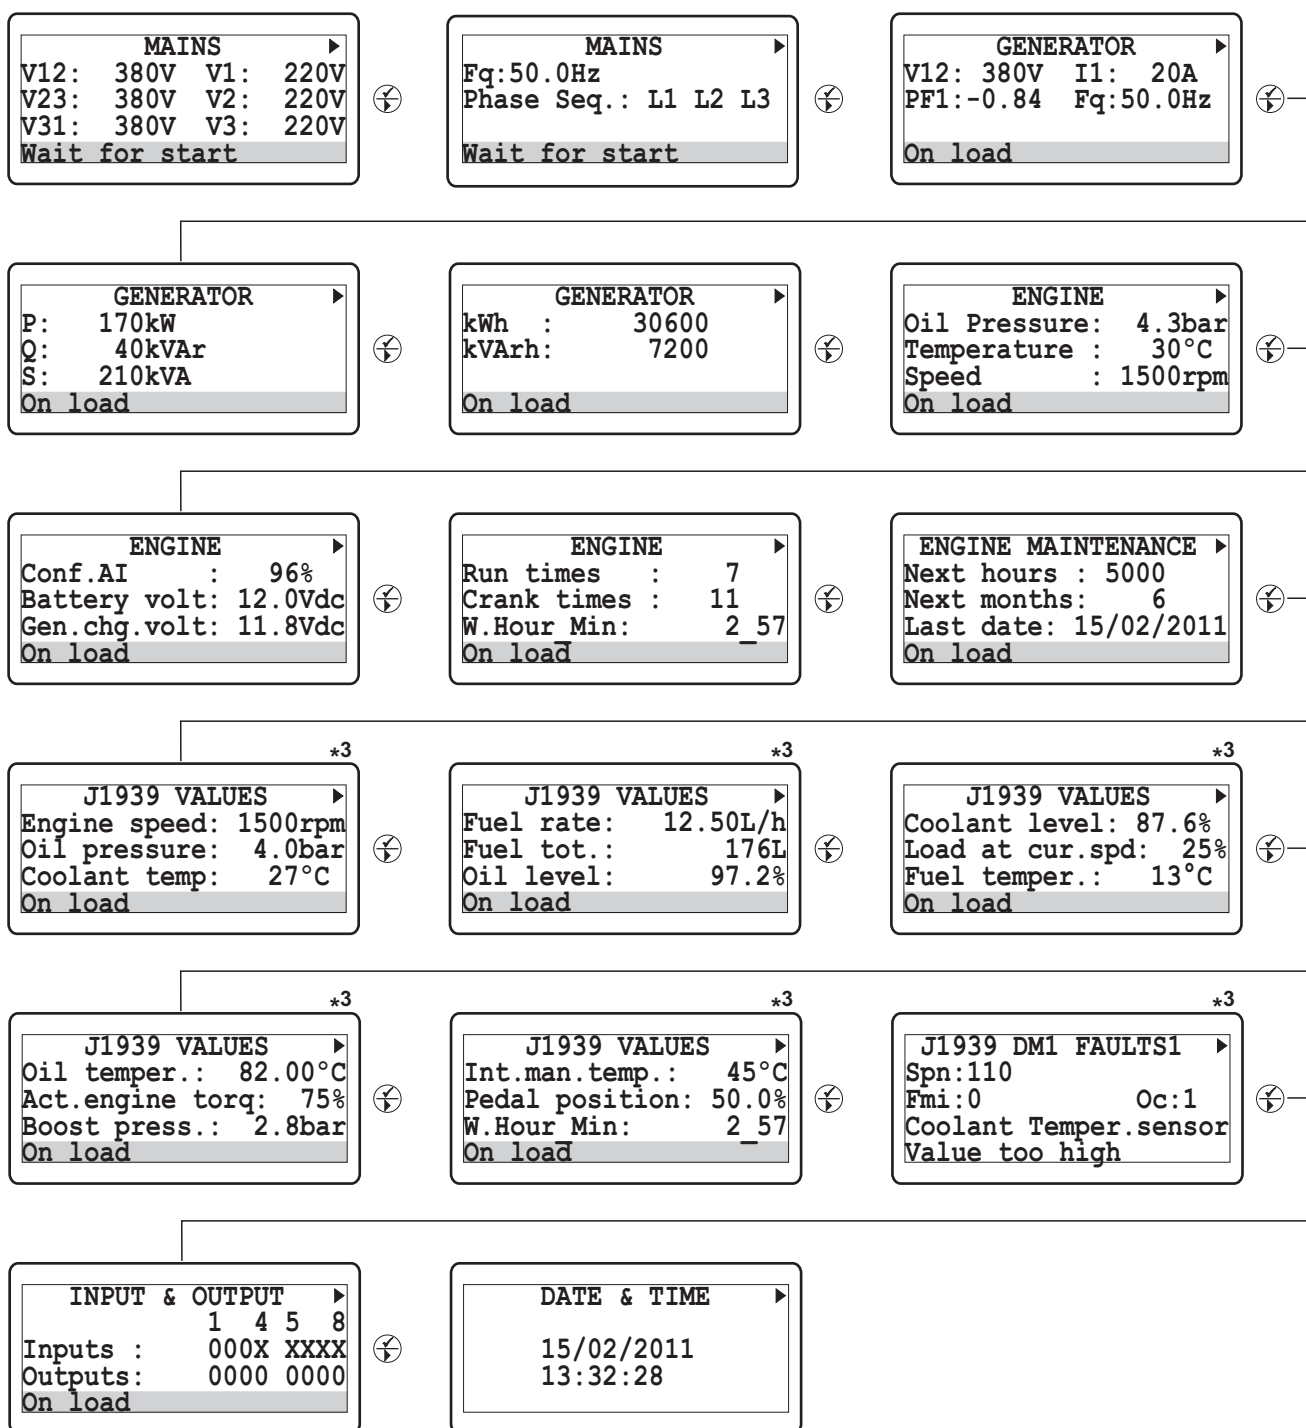 MAINS
V12: 380V V1: 220V
V23: 380V V2: 220V
V31: 380V V3: 220V
Wait for start
MAINS
Fq:50.0Hz
Phase Seq.: L1 L2 L3
Wait for start
GENERATOR
V12: 380V I1: 20A
PF1:-0.84 Fq:50.0Hz
On load
GENERATOR
P: 170kW
Q: 40kVAr
S: 210kVA
On load
GENERATOR
kWh : 30600
kVArh: 7200
On load
ENGINE
Oil Pressure: 4.3bar
Temperature : 30°C
Speed : 1500rpm
On load
ENGINE
Conf.AI : 96%
Battery volt: 12.0Vdc
Gen.chg.volt: 11.8Vdc
On load
ENGINE
Run times : 7
Crank times : 11
W.Hour_Min: 2_57
On load
ENGINE MAINTENANCE
Next hours : 5000
Next months: 6
Last date: 15/02/2011
On load
*3
J1939 VALUES
Engine speed: 1500rpm
Oil pressure: 4.0bar
Coolant temp: 27°C
On load
*3
J1939 VALUES
Fuel rate: 12.50L/h
Fuel tot.: 176L
Oil level: 97.2%
On load
*3
J1939 VALUES
Coolant level: 87.6%
Load at cur.spd: 25%
Fuel temper.: 13°C
On load
*3
J1939 VALUES
Oil temper.: 82.00°C
Act.engine torq: 75%
Boost press.: 2.8bar
On load
*3
J1939 VALUES
Int.man.temp.: 45°C
Pedal position: 50.0%
W.Hour_Min: 2_57
On load
*3
J1939 DM1 FAULTS1
Spn:110
Fmi:0 Oc:1
Coolant Temper.sensor
Value too high
INPUT & OUTPUT
1 4 5 8
Inputs : 000X XXXX
Outputs: 0000 0000
On load
DATE & TIME
15/02/2011
13:32:28